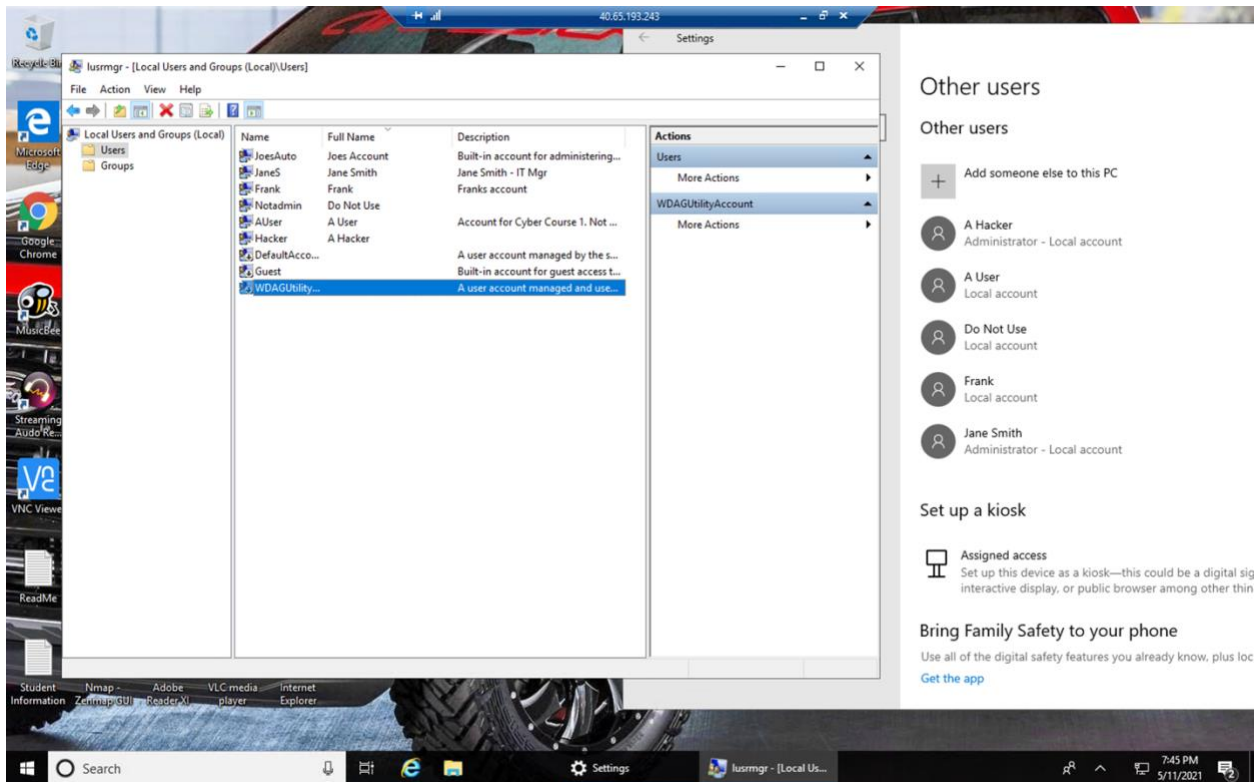 40.65.193.243
Recycle Bin
Microsoft Edge
Google Chrome
MusicBee
Streaming Audio Re...
VNC Viewer
ReadMe
Student Information
Nmap - Zenmap GUI
Adobe Reader XI
VLC media player
Internet Explorer
lusrmgr - [Local Users and Groups (Local)\Users]
File Action View Help
Local Users and Groups (Local)
Users
Groups
Name Full Name Description
JoesAuto Joes Account Built-in account for administering...
JaneS Jane Smith Jane Smith - IT Mgr
Frank Frank Franks account
Notadmin Do Not Use
AUser A User Account for Cyber Course 1. Not ...
Hacker A Hacker
DefaultAcco... A user account managed by the s...
Guest Built-in account for guest access t...
WDAGUtility... A user account managed and use...
Actions
Users
More Actions
WDAGUtilityAccount
More Actions
Settings
Other users
Other users
Add someone else to this PC
A Hacker
Administrator - Local account
A User
Local account
Do Not Use
Local account
Frank
Local account
Jane Smith
Administrator - Local account
Set up a kiosk
Assigned access
Set up this device as a kiosk—this could be a digital sig
interactive display, or public browser among other thin
Bring Family Safety to your phone
Use all of the digital safety features you already know, plus loc
Get the app
Search
Settings
lusrmgr - [Local Us...
7:45 PM
5/11/2021
2